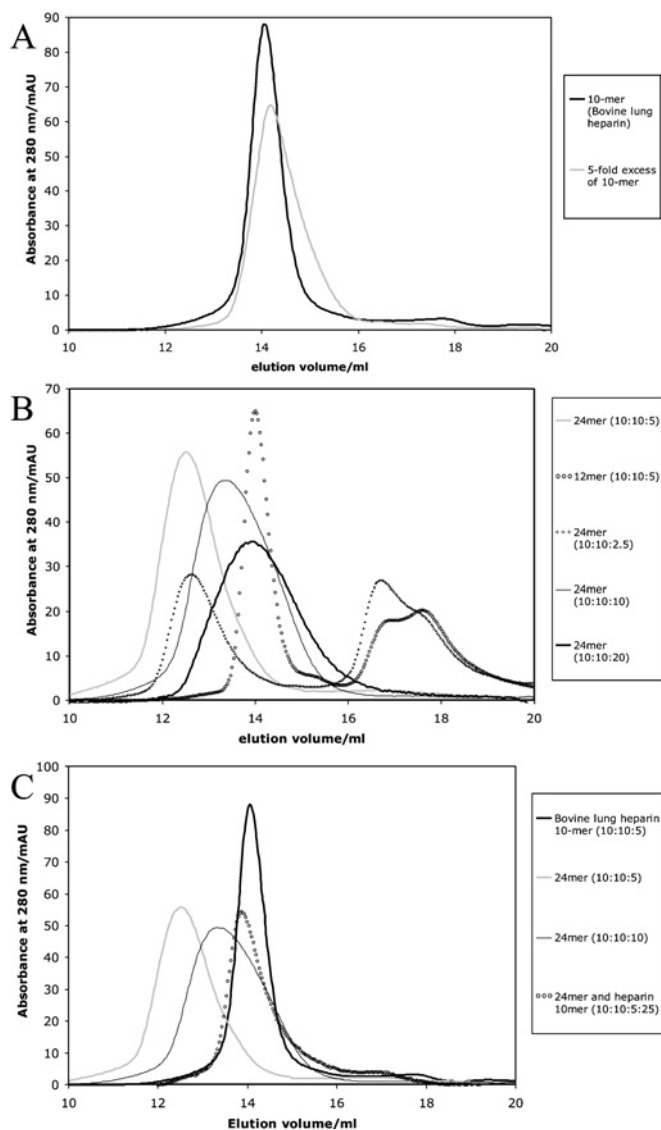 A
90
80
70
60
50
40
30
20
10
0
Absorbance at 280 nm/mAU
10 12 14 16 18 20
elution volume/ml
10-mer
(Bovine lung
heparin)
5-fold excess
of 10-mer
B
70
60
50
40
30
20
10
0
Absorbance at 280 nm/mAU
10 12 14 16 18 20
elution volume/ml
24mer (10:10:5)
12mer (10:10:5)
24mer
(10:10:2.5)
24mer
(10:10:10)
24mer
(10:10:20)
C
100
90
80
70
60
50
40
30
20
10
0
Absorbance at 280 nm/mAU
10 12 14 16 18 20
Elution volume/ml
Bovine lung heparin
10-mer (10:10:5)
24mer (10:10:5)
24mer (10:10:10)
24mer and heparin
10mer (10:10:5:25)